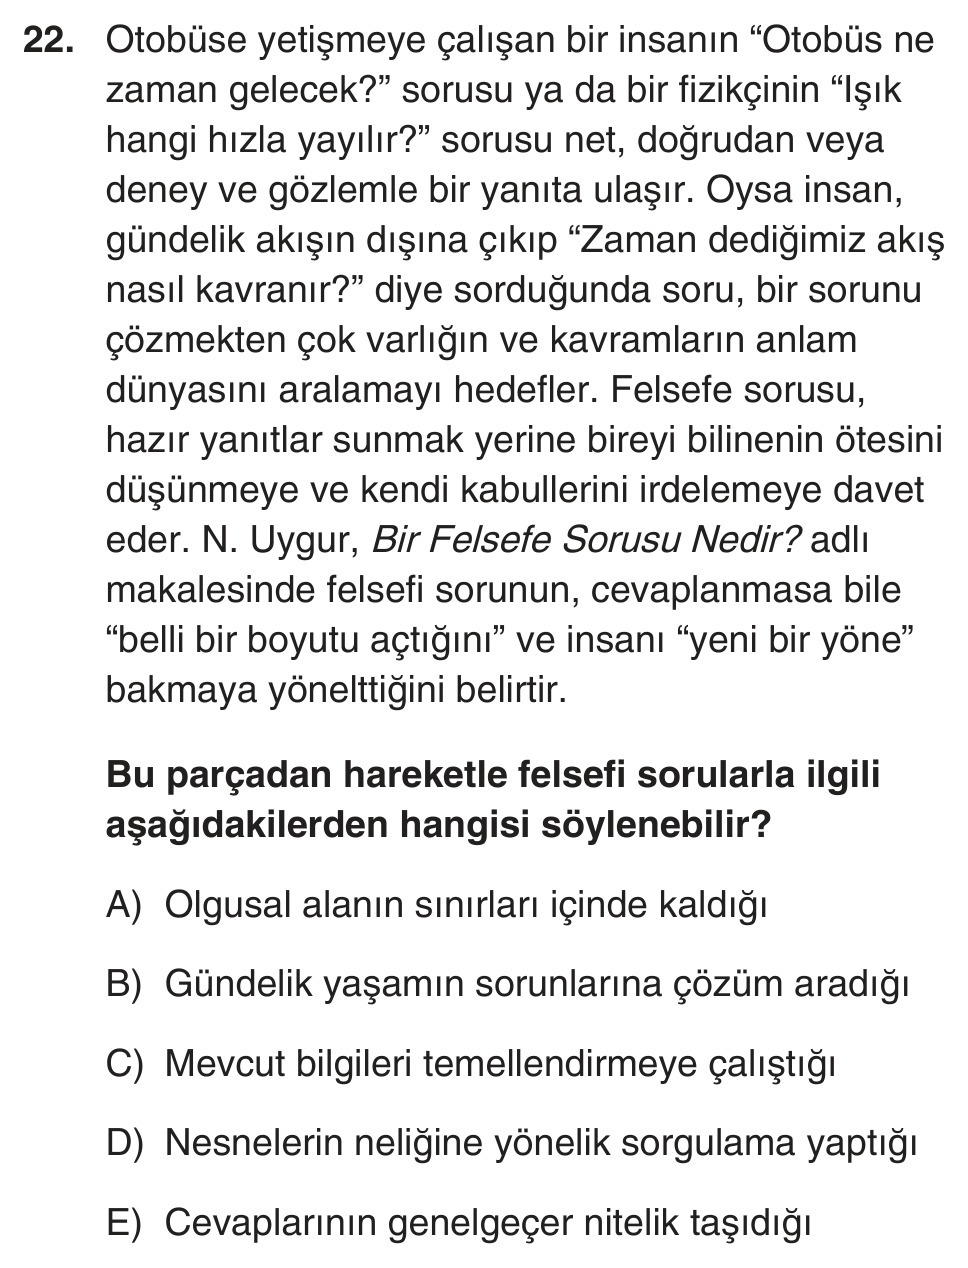 22. Otobüse yetişmeye çalışan bir insanın “Otobüs ne
zaman gelecek?” sorusu ya da bir fizikçinin “Işık
hangi hızla yayılır?” sorusu net, doğrudan veya
deney ve gözlemle bir yanıta ulaşır. Oysa insan,
gündelik akışın dışına çıkıp “Zaman dediğimiz akış
nasıl kavranır?” diye sorduğunda soru, bir sorunu
çözmekten çok varlığın ve kavramların anlam
dünyasını aralamayı hedefler. Felsefe sorusu,
hazır yanıtlar sunmak yerine bireyi bilinenin ötesini
düşünmeye ve kendi kabullerini irdelemeye davet
eder. N. Uygur, Bir Felsefe Sorusu Nedir? adlı
makalesinde felsefi sorunun, cevaplanmasa bile
“belli bir boyutu açtığını” ve insanı “yeni bir yöne”
bakmaya yönelttiğini belirtir.
Bu parçadan hareketle felsefi sorularla ilgili
aşağıdakilerden hangisi söylenebilir?
A) Olgusal alanın sınırları içinde kaldığı
B) Gündelik yaşamın sorunlarına çözüm aradığı
C) Mevcut bilgileri temellendirmeye çalıştığı
D) Nesnelerin neliğine yönelik sorgulama yaptığı
E) Cevaplarının genelgeçer nitelik taşıdığı